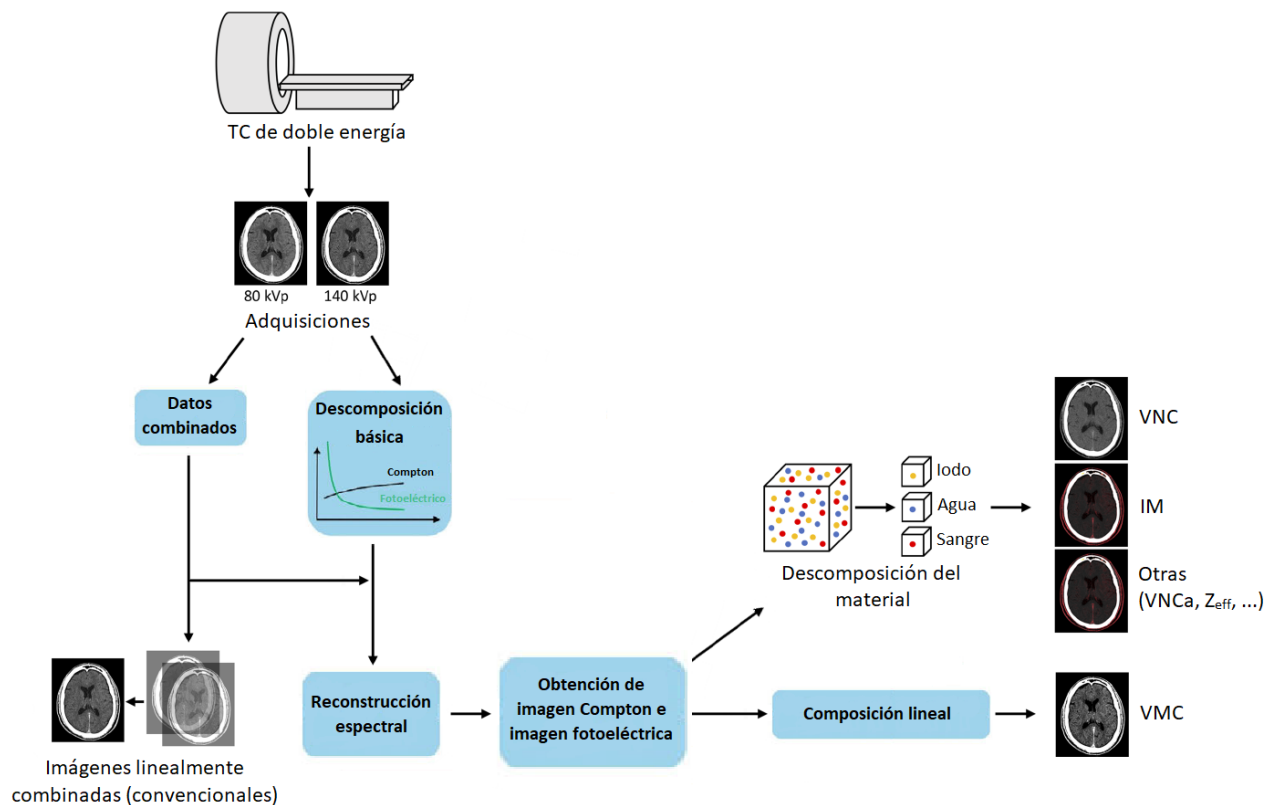 TC de doble energía
80 kVp
140 kVp
Adquisiciones
Datos
combinados
Descomposición
básica
Compton
Fotoeléctrico
Iodo
Agua
Sangre
Descomposición del
material
VNC
IM
Otras
(VNCa, Zeff, ...)
Reconstrucción
espectral
Obtención de
imagen Compton e
imagen fotoeléctrica
Composición lineal
VMC
Imágenes linealmente
combinadas (convencionales)